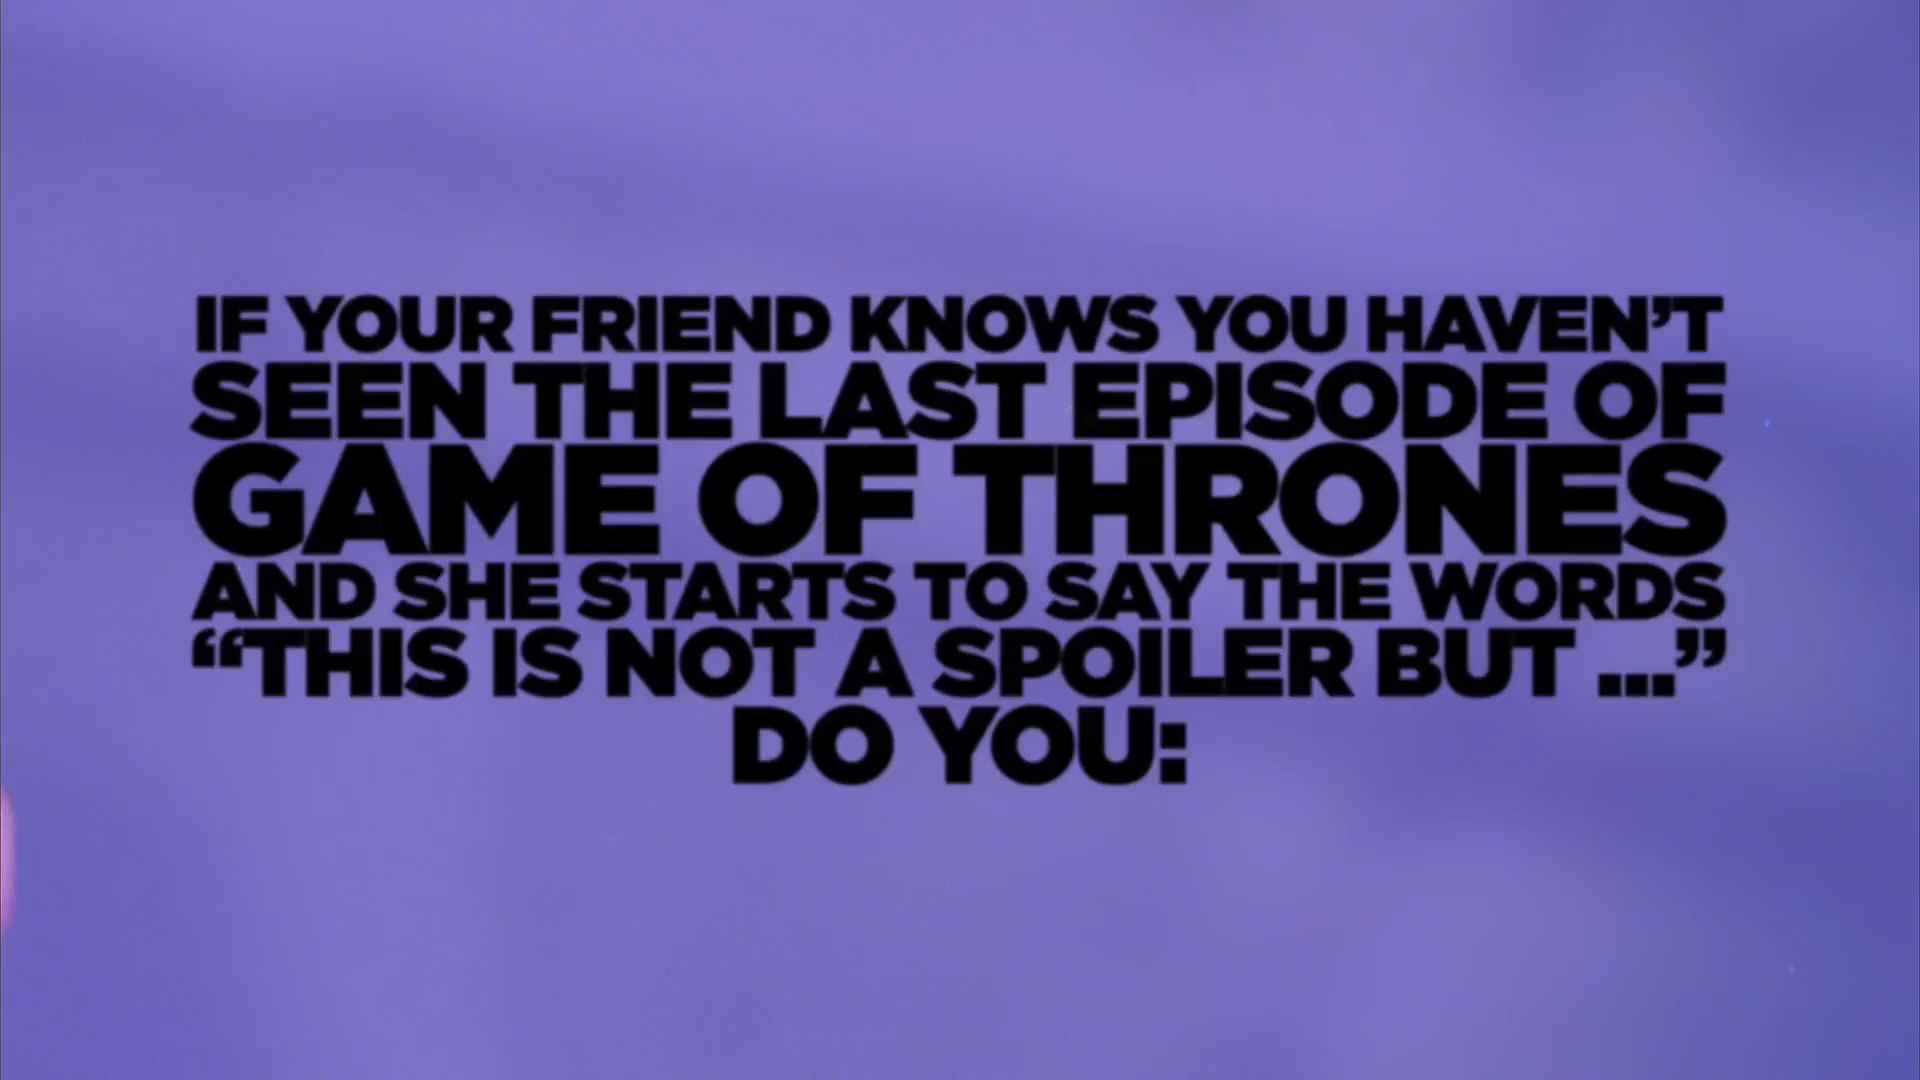 IF YOUR FRIEND KNOWS YOU HAVEN’T
SEEN THE LAST EPISODE OF
GAME OF THRONES
AND SHE STARTS TO SAY THE WORDS
“THIS IS NOT A SPOILER BUT ...”
DO YOU: